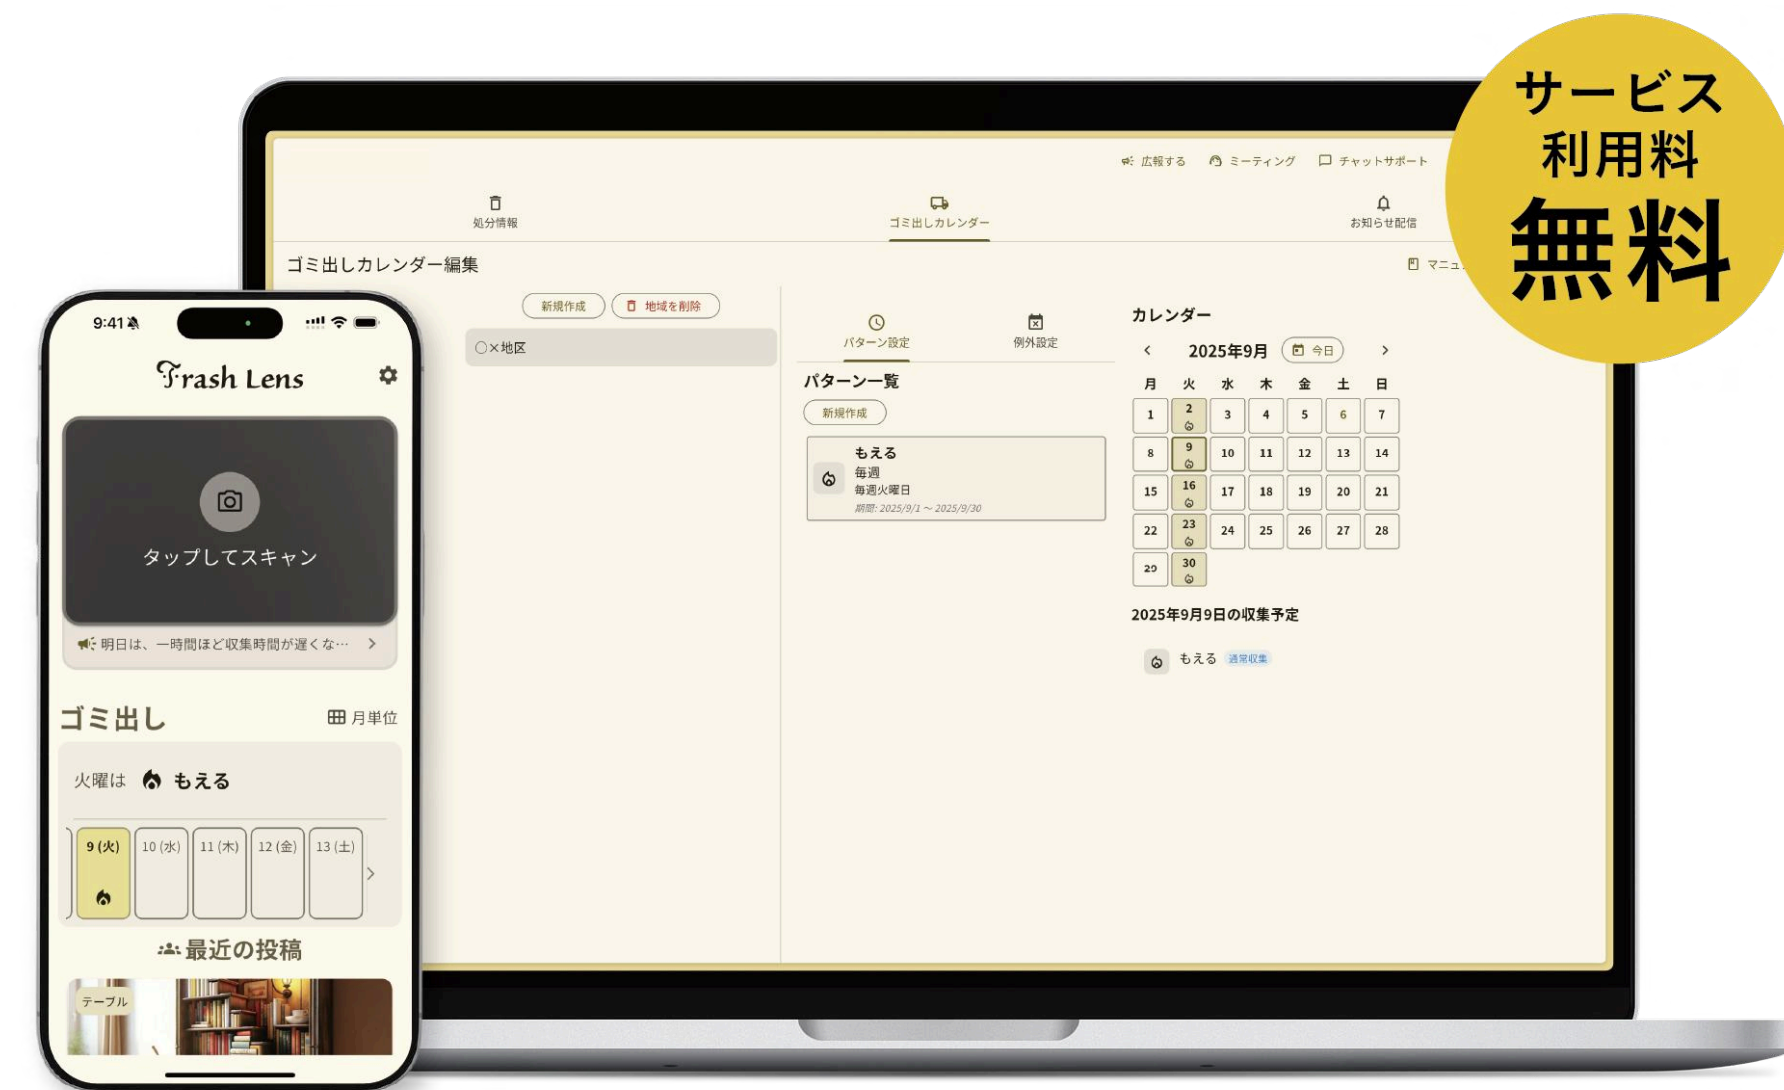 サービス
利用料
無料
広報する ミーティング チャットサポート
処分情報 ゴミ出しカレンダー お知らせ配信
ゴミ出しカレンダー編集
マニュ
新規作成 地域を削除
〇×地区
パターン設定 例外設定
パターン一覧
新規作成
もえる
毎週
毎週火曜日
期間: 2025/9/1 〜 2025/9/30
カレンダー
2025年9月 今日
月 火 水 木 金 土 日
1 2 3 4 5 6 7
8 9 10 11 12 13 14
15 16 17 18 19 20 21
22 23 24 25 26 27 28
29 30
2025年9月9日の収集予定
もえる 通常収集
9:41
Trash Lens
タップしてスキャン
明日は、一時間ほど収集時間が遅くな…
ゴミ出し 月単位
火曜は もえる
9 (火) 10 (水) 11 (木) 12 (金) 13 (土)
最近の投稿
テーブル